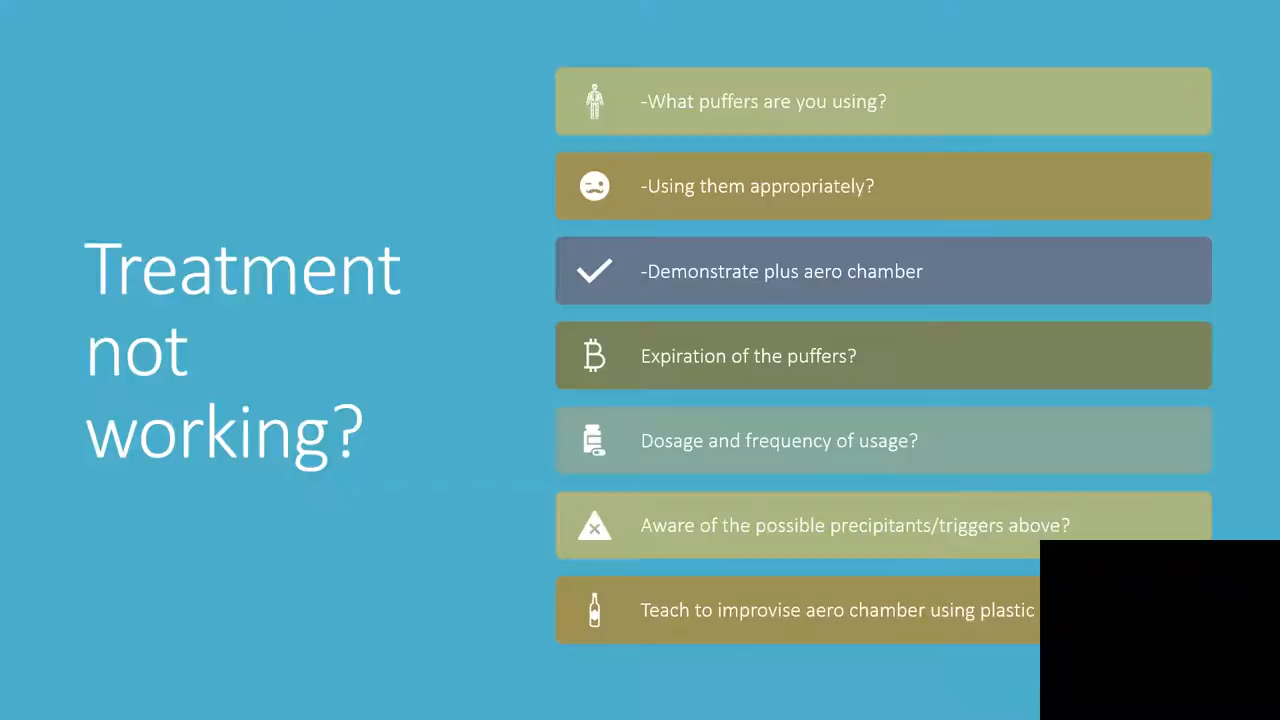 Treatment
not
working?
-What puffers are you using?
-Using them appropriately?
-Demonstrate plus aero chamber
Expiration of the puffers?
Dosage and frequency of usage?
Aware of the possible precipitants/triggers above?
Teach to improvise aero chamber using plastic